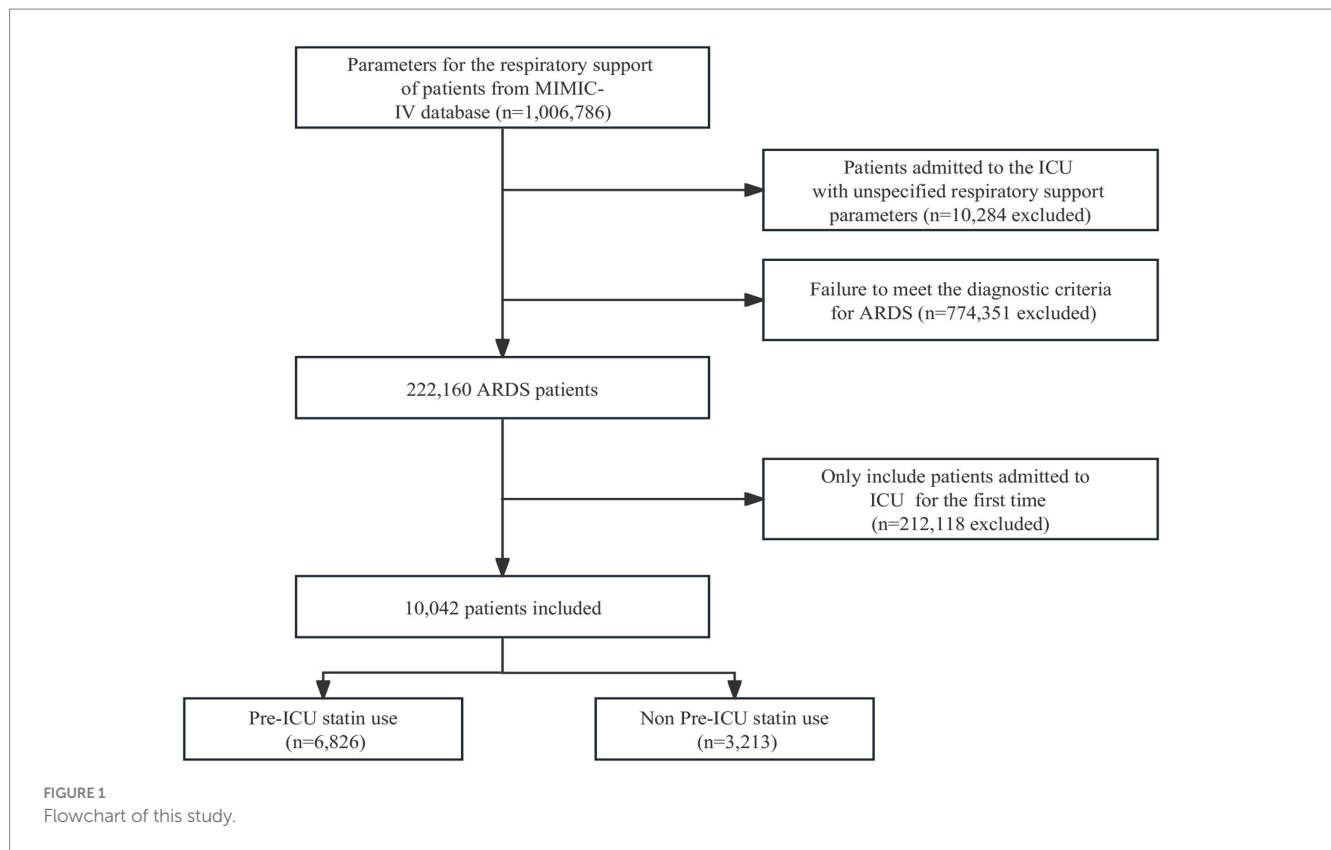 Parameters for the respiratory support
of patients from MIMIC-
IV database (n=1,006,786)
Patients admitted to the ICU
with unspecified respiratory support
parameters (n=10,284 excluded)
Failure to meet the diagnostic criteria
for ARDS (n=774,351 excluded)
222,160 ARDS patients
Only include patients admitted to
ICU for the first time
(n=212,118 excluded)
10,042 patients included
Pre-ICU statin use
(n=6,826)
Non Pre-ICU statin use
(n=3,213)
FIGURE 1
Flowchart of this study.